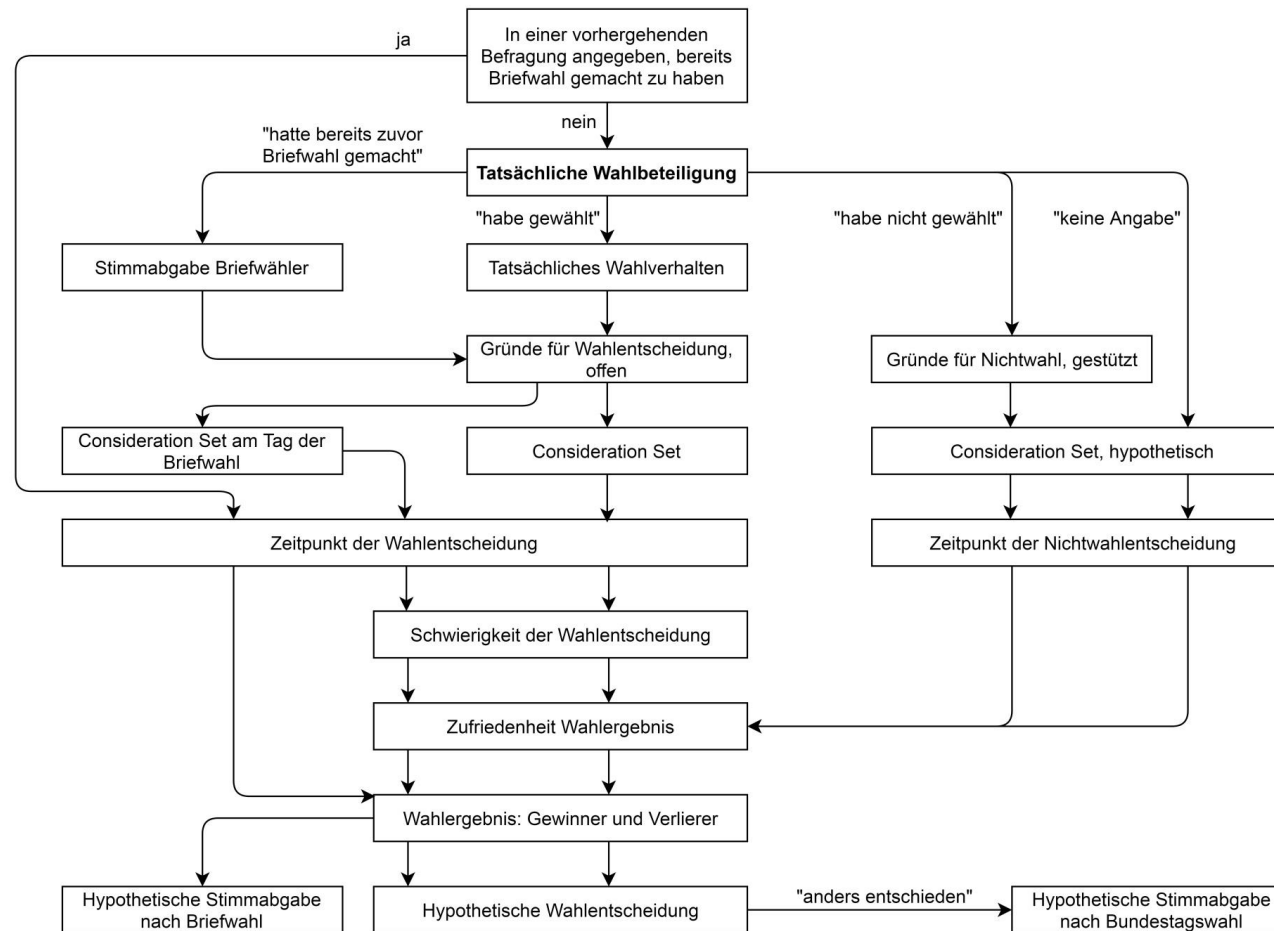 ja
In einer vorhergehenden
Befragung angegeben, bereits
Briefwahl gemacht zu haben
nein
"hatte bereits zuvor
Briefwahl gemacht"
Tatsächliche Wahlbeteiligung
"habe gewählt"
"habe nicht gewählt"
"keine Angabe"
Stimmabgabe Briefwähler
Tatsächliches Wahlverhalten
Gründe für Wahlentscheidung,
offen
Gründe für Nichtwahl, gestützt
Consideration Set am Tag der
Briefwahl
Consideration Set
Consideration Set, hypothetisch
Zeitpunkt der Wahlentscheidung
Zeitpunkt der Nichtwahlentscheidung
Schwierigkeit der Wahlentscheidung
Zufriedenheit Wahlergebnis
Wahlergebnis: Gewinner und Verlierer
Hypothetische Stimmabgabe
nach Briefwahl
Hypothetische Wahlentscheidung
"anders entschieden"
Hypothetische Stimmabgabe
nach Bundestagswahl